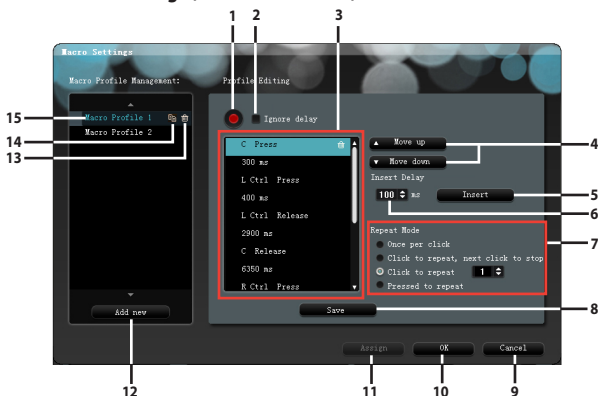 1 2 3
Macro Settings
Macro Profile Management:
Profile Editing
Ignore delay
15
Macro Profile 1
14
Macro Profile 2
13
C Press
300 ms
L Ctrl Press
400 ms
L Ctrl Release
2900 ms
C Release
6350 ms
R Ctrl Press
Move up
4
Move down
Insert Delay
100 ms
Insert
5
6
Repeat Mode
7
Once per click
Click to repeat, next click to stop
Click to repeat 1
Pressed to repeat
Add new
Save
8
Assign
OK
Cancel
12 11 10 9